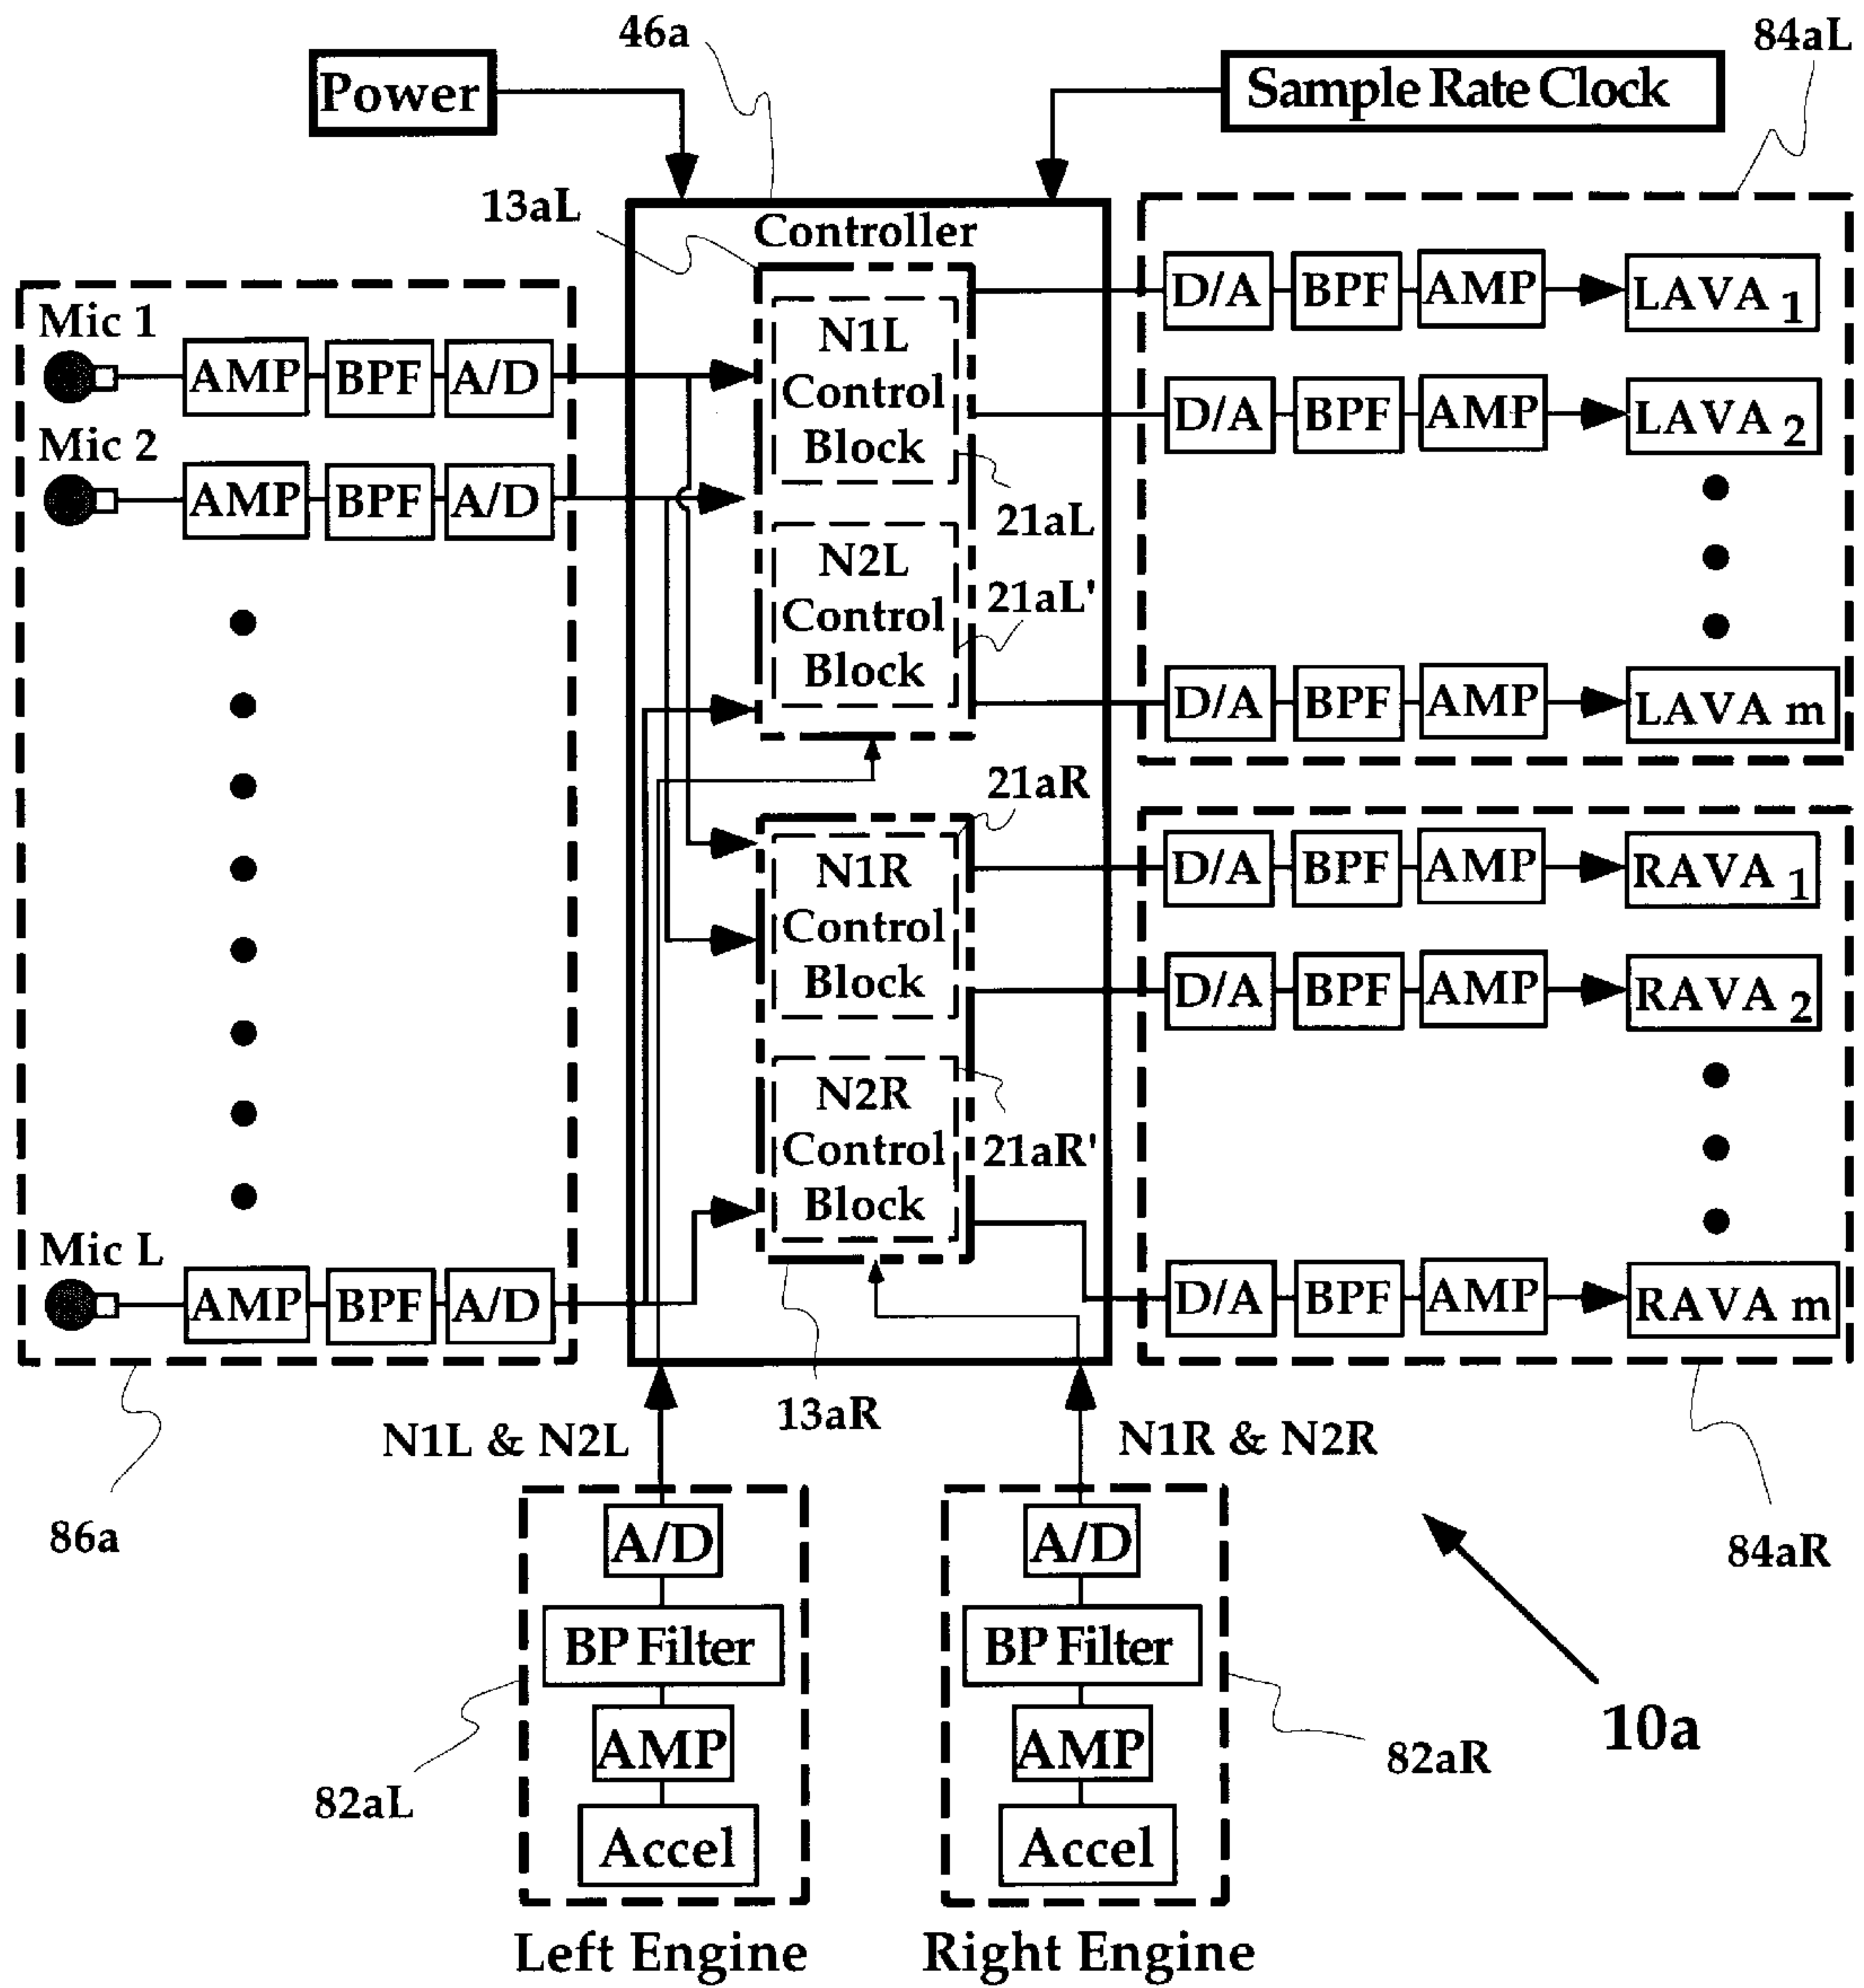 46a
84aL
Power
Sample Rate Clock
13aL
Controller
Mic 1
AMP BPF A/D
Mic 2
AMP BPF A/D
Mic L
AMP BPF A/D
86a
N1L
Control
Block
21aL
N2L
Control
Block
21aL'
21aR
N1R
Control
Block
N2R
Control
Block
21aR'
13aR
D/A BPF AMP LAVA 1
D/A BPF AMP LAVA 2
D/A BPF AMP LAVA m
D/A BPF AMP RAVA 1
D/A BPF AMP RAVA 2
D/A BPF AMP RAVA m
84aR
N1L & N2L
N1R & N2R
A/D
BP Filter
AMP
Accel
82aL
Left Engine
A/D
BP Filter
AMP
Accel
82aR
Right Engine
10a